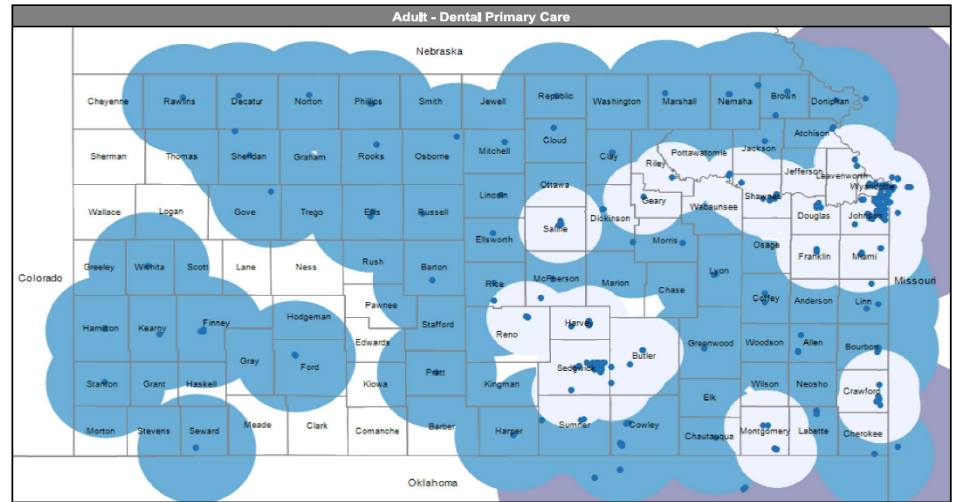 Adult - Dental Primary Care
Nebraska
Cheyenne Rawlins Decatur Norton Phillips Smith Jewell Republic Washington Marshall Nemaha Brown Doniphan
Atchison
Sherman Thomas Sheridan Graham Rooks Osborne Mitchell Cloud Clay Riley Pottawatomie Jackson Jefferson Leavenworth
Wyandotte
Wallace Logan Gove Trego Ellis Russell Lincoln Ottawa Dickinson Geary Wabaunsee Shawnee Douglas Johnson
Saline
Ellsworth Morris Osage Franklin Miami
Colorado Greeley Wichita Scott Lane Ness Rush Barton Rice McPherson Marion Chase Lyon Coffey Anderson Linn Missouri
Pawnee
Hamilton Kearny Finney Hodgeman Edwards Stafford Reno Harvey
Gray Ford Sedgwick Butler Greenwood Woodson Allen Bourbon
Stanton Grant Haskell Kiowa Pratt Kingman Elk Wilson Neosho Crawford
Morton Stevens Seward Meade Clark Comanche Barber Harper Sumner Cowley Chautauqua Montgomery Labette Cherokee
Oklahoma